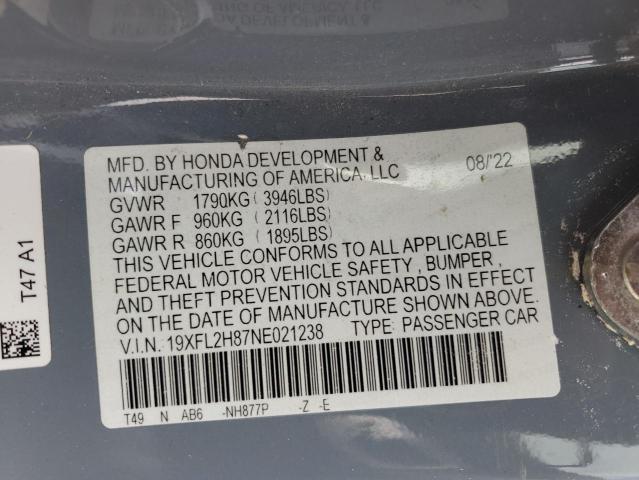 MFD. BY HONDA DEVELOPMENT &
MANUFACTURING OF AMERICA, LLC 08/'22
GVWR 1790KG (3946LBS)
GAWR F 960KG (2116LBS)
GAWR R 860KG (1895LBS)
THIS VEHICLE CONFORMS TO ALL APPLICABLE
FEDERAL MOTOR VEHICLE SAFETY , BUMPER ,
AND THEFT PREVENTION STANDARDS IN EFFECT
ON THE DATE OF MANUFACTURE SHOWN ABOVE.
V.I.N. 19XFL2H87NE021238 TYPE: PASSENGER CAR
T49 N AB6 -NH877P -Z -E
T47 A1